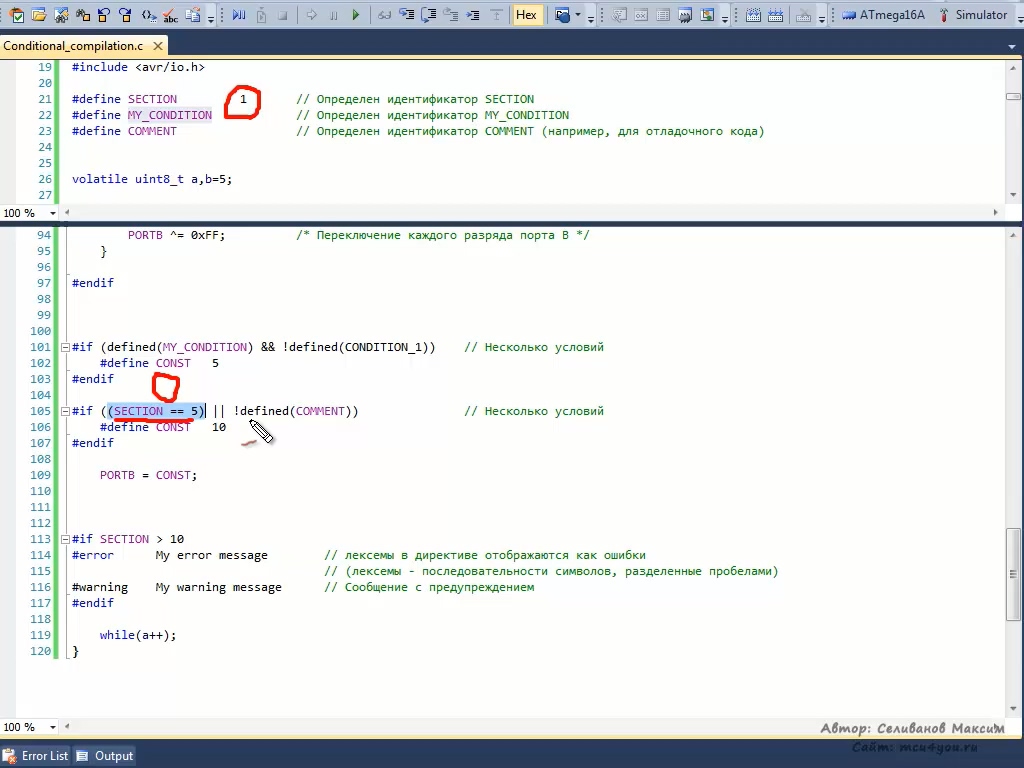 Hex ATmega16A Simulator
Conditional_compilation.c
19 #include <avr/io.h>
20
21 #define SECTION 1 // Определен идентификатор SECTION
22 #define MY_CONDITION // Определен идентификатор MY_CONDITION
23 #define COMMENT // Определен идентификатор COMMENT (например, для отладочного кода)
24
25
26 volatile uint8_t a,b=5;
27
100 %
94 PORTB ^= 0xFF; /* Переключение каждого разряда порта B */
95 }
96
97 #endif
98
99
100
101 #if (defined(MY_CONDITION) && !defined(CONDITION_1)) // Несколько условий
102 #define CONST 5
103 #endif
104
105 #if ((SECTION == 5) || !defined(COMMENT)) // Несколько условий
106 #define CONST 10
107 #endif
108
109 PORTB = CONST;
110
111
112
113 #if SECTION > 10
114 #error My error message // лексемы в директиве отображаются как ошибки
115 // (лексемы - последовательности символов, разделенные пробелами)
116 #warning My warning message // Сообщение с предупреждением
117 #endif
118
119 while(a++);
120 }
100 %
Автор: Селиванов Максим
Сайт: mcu4you.ru
Error List Output